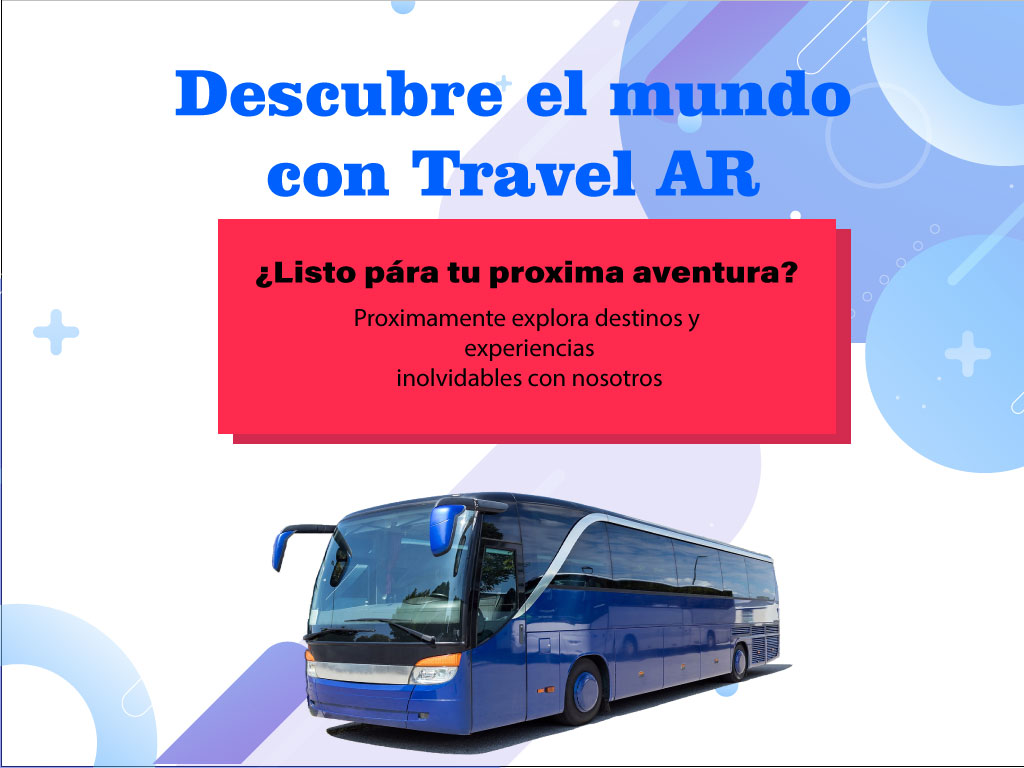 Descubre el mundo
con Travel AR
¿Listo pára tu proxima aventura?
Proximamente explora destinos y
experiencias
inolvidables con nosotros